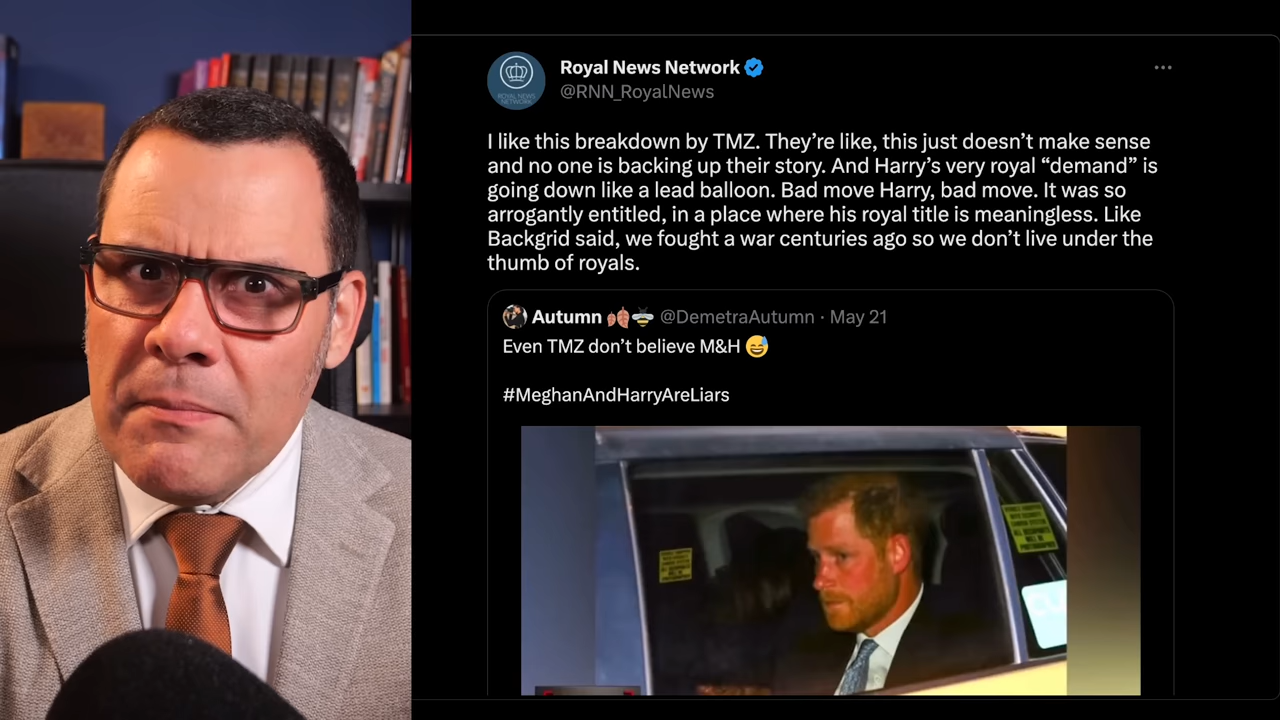 Royal News Network
@RNN_RoyalNews
I like this breakdown by TMZ. They’re like, this just doesn’t make sense
and no one is backing up their story. And Harry’s very royal “demand” is
going down like a lead balloon. Bad move Harry, bad move. It was so
arrogantly entitled, in a place where his royal title is meaningless. Like
Backgrid said, we fought a war centuries ago so we don’t live under the
thumb of royals.
Autumn 🍂🐝 @DemetraAutumn · May 21
Even TMZ don’t believe M&H 😅
#MeghanAndHarryAreLiars